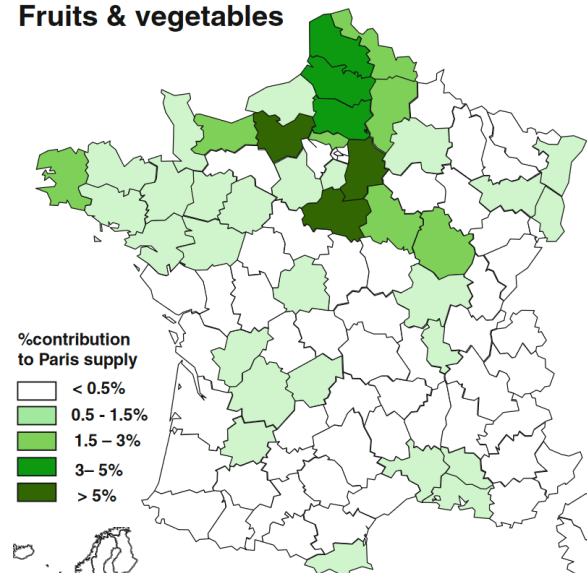 Fruits & vegetables
%contribution
to Paris supply
< 0.5%
0.5 - 1.5%
1.5 – 3%
3– 5%
> 5%